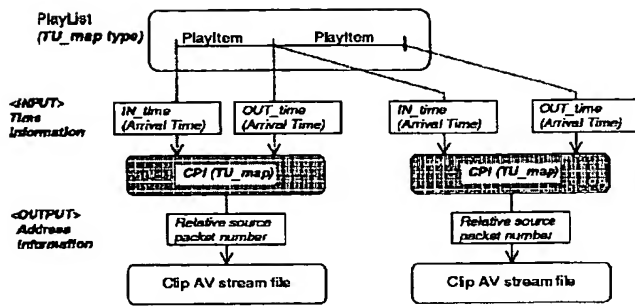 PlayList
(TU_map type)
PlayItem
PlayItem
<INPUT>
Time
Information
IN_time
(Arrival Time)
OUT_time
(Arrival Time)
IN_time
(Arrival Time)
OUT_time
(Arrival Time)
CPI (TU_map)
CPI (TU_map)
<OUTPUT>
Address
Information
Relative source
packet number
Relative source
packet number
Clip AV stream file
Clip AV stream file